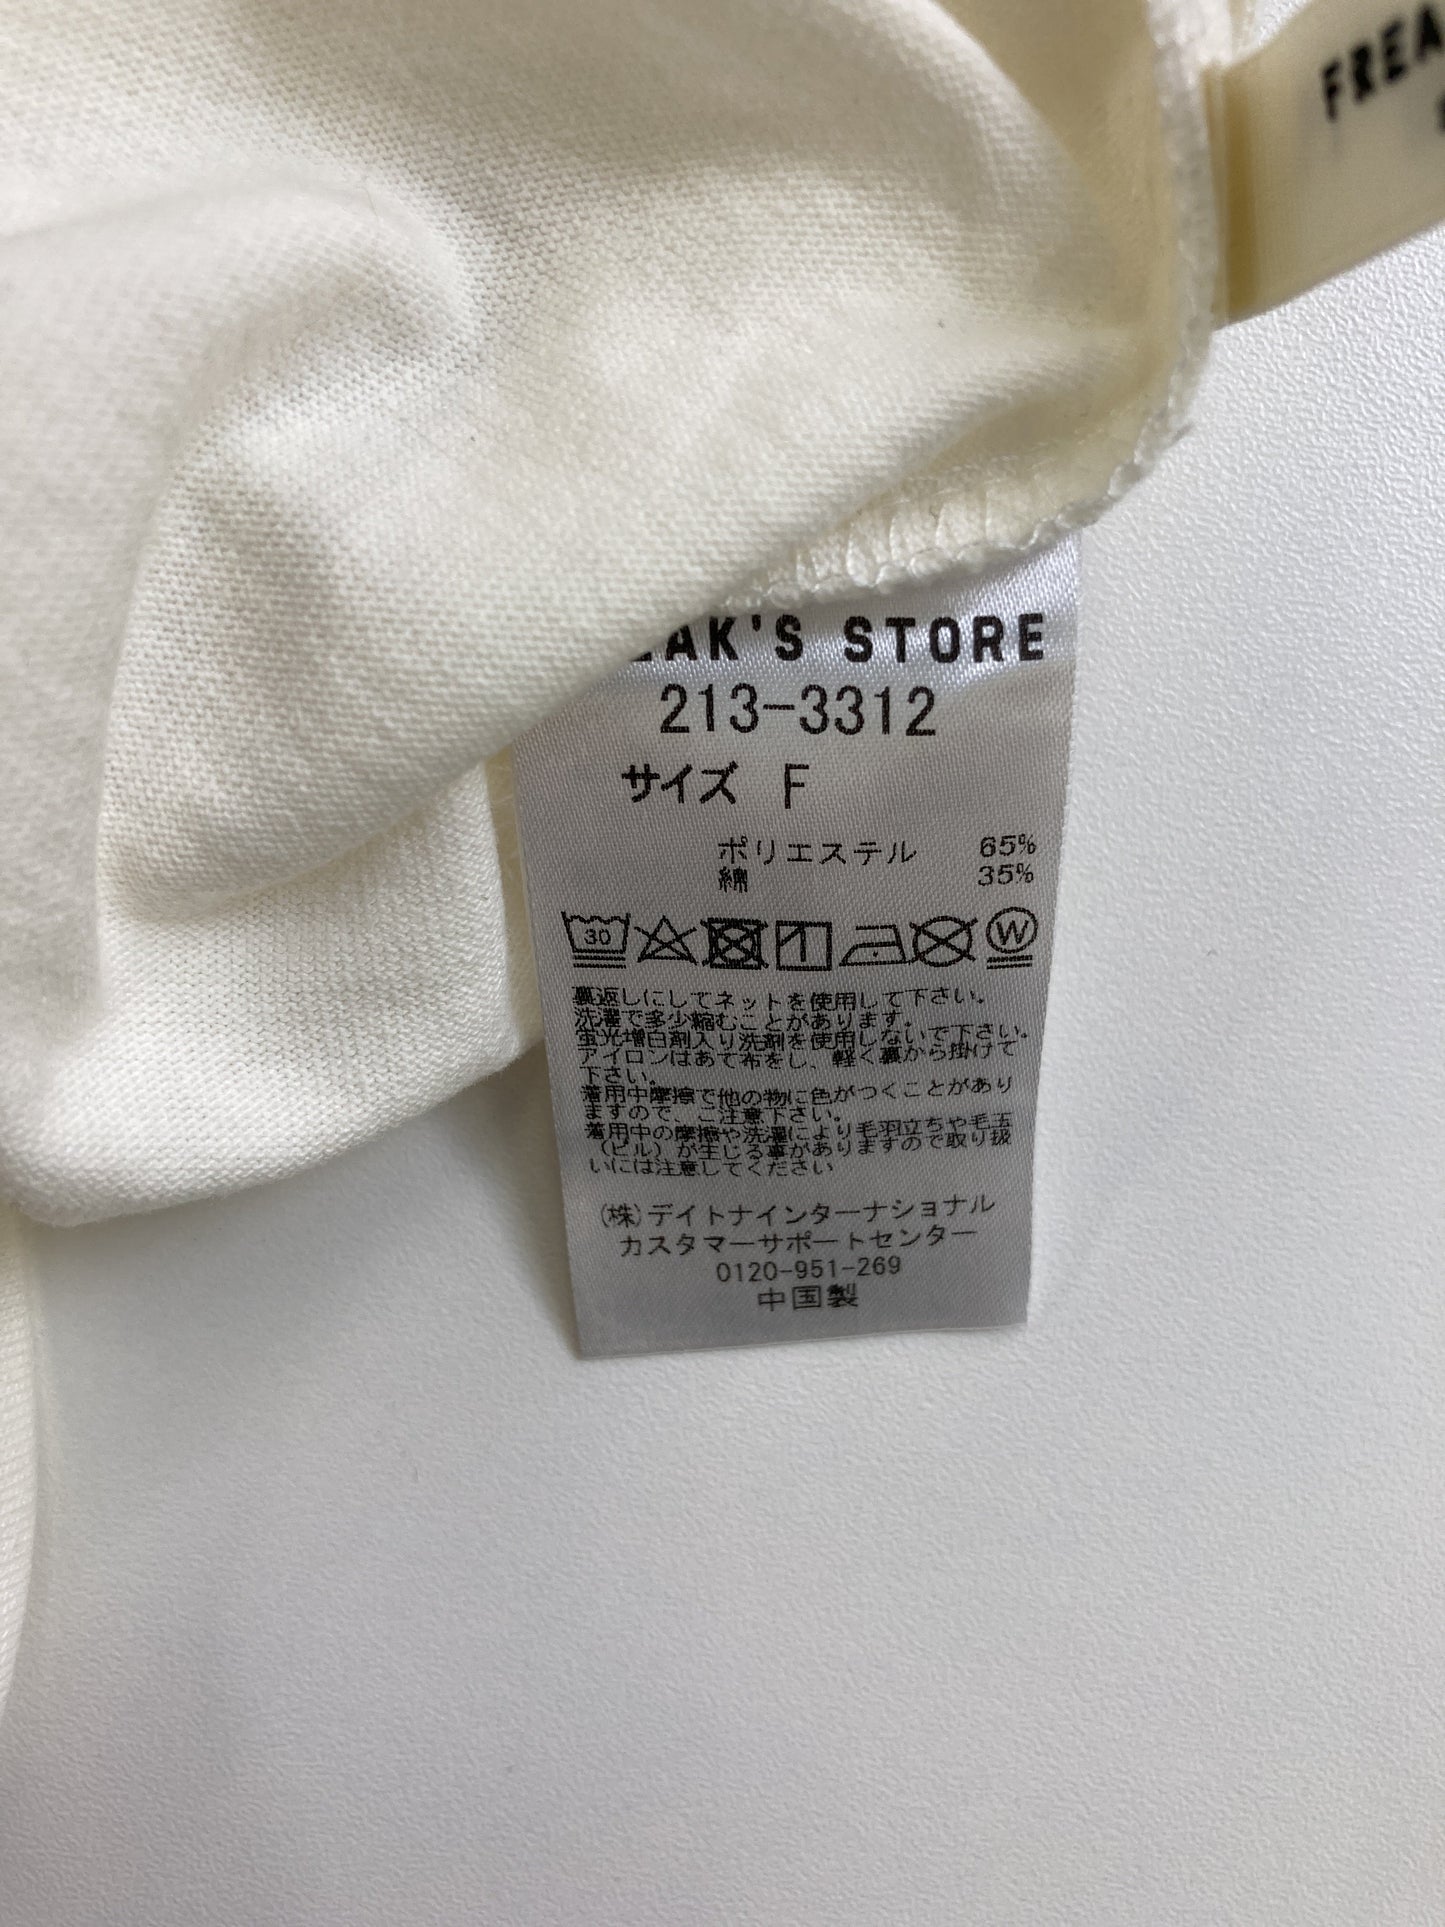 FREA
AK'S STORE
213-3312
サイズ F
ポリエステル 65%
綿 35%
30
W
裏返しにしてネットを使用して下さい。
洗濯で多少縮むことがあります。
蛍光増白剤入り洗剤を使用しないで下さい。
アイロンはあて布をし、軽く裏から掛けて
下さい。
着用中摩擦で他の物に色がつくことがあり
ますので、ご注意下さい。
着用中の摩擦や洗濯により毛羽立ちや毛玉
(ピル)が生じる事がありますので取り扱
いには注意してください
(株)デイトナインターナショナル
カスタマーサポートセンター
0120-951-269
中国製